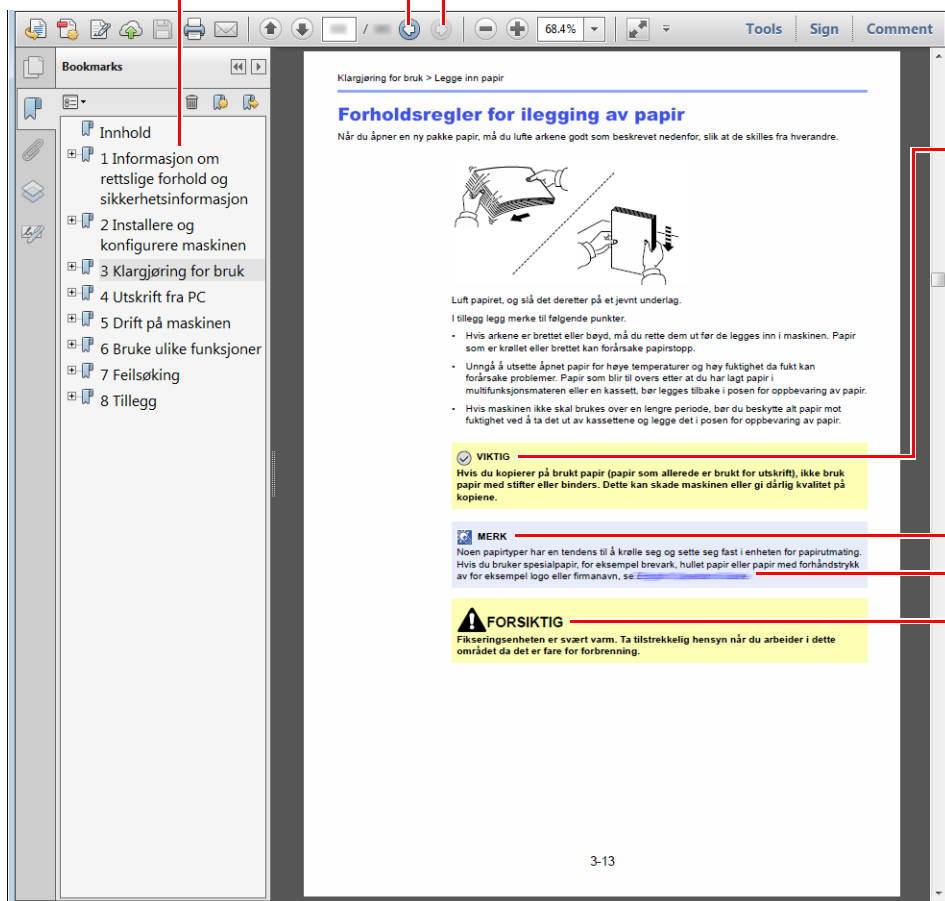 /
68.4%
Tools
Sign
Comment
Bookmarks
Innhold
1 Informasjon om
rettslige forhold og
sikkerhetsinformasjon
2 Installere og
konfigurere maskinen
3 Klargjøring for bruk
4 Utskrift fra PC
5 Drift på maskinen
6 Bruke ulike funksjoner
7 Feilsøking
8 Tillegg
Klargjøring for bruk > Legge inn papir
Forholdsregler for ilegging av papir
Når du åpner en ny pakke papir, må du lufte arkene godt som beskrevet nedenfor, slik at de skilles fra hverandre.
Luft papiret, og slå det deretter på et jevnt underlag.
I tillegg legg merke til følgende punkter.
• Hvis arkene er brettet eller bøyd, må du rette dem ut før de legges inn i maskinen. Papir
som er krøllet eller brettet kan forårsake papirstopp.
• Unngå å utsette åpnet papir for høye temperaturer og høy fuktighet da fukt kan
forårsake problemer. Papir som blir til overs etter at du har lagt papir i
multifunksjonsmateren eller en kassett, bør legges tilbake i posen for oppbevaring av papir.
• Hvis maskinen ikke skal brukes over en lengre periode, bør du beskytte alt papir mot
fuktighet ved å ta det ut av kassettene og legge det i posen for oppbevaring av papir.
VIKTIG
Hvis du kopierer på brukt papir (papir som allerede er brukt for utskrift), ikke bruk
papir med stifter eller binders. Dette kan skade maskinen eller gi dårlig kvalitet på
kopiene.
MERK
Noen papirtyper har en tendens til å krølle seg og sette seg fast i enheten for papirutmating.
Hvis du bruker spesialpapir, for eksempel brevark, hullet papir eller papir med forhåndstrykk
av for eksempel logo eller firmanavn, se
FORSIKTIG
Fikseringsenheten er svært varm. Ta tilstrekkelig hensyn når du arbeider i dette
området da det er fare for forbrenning.
3-13